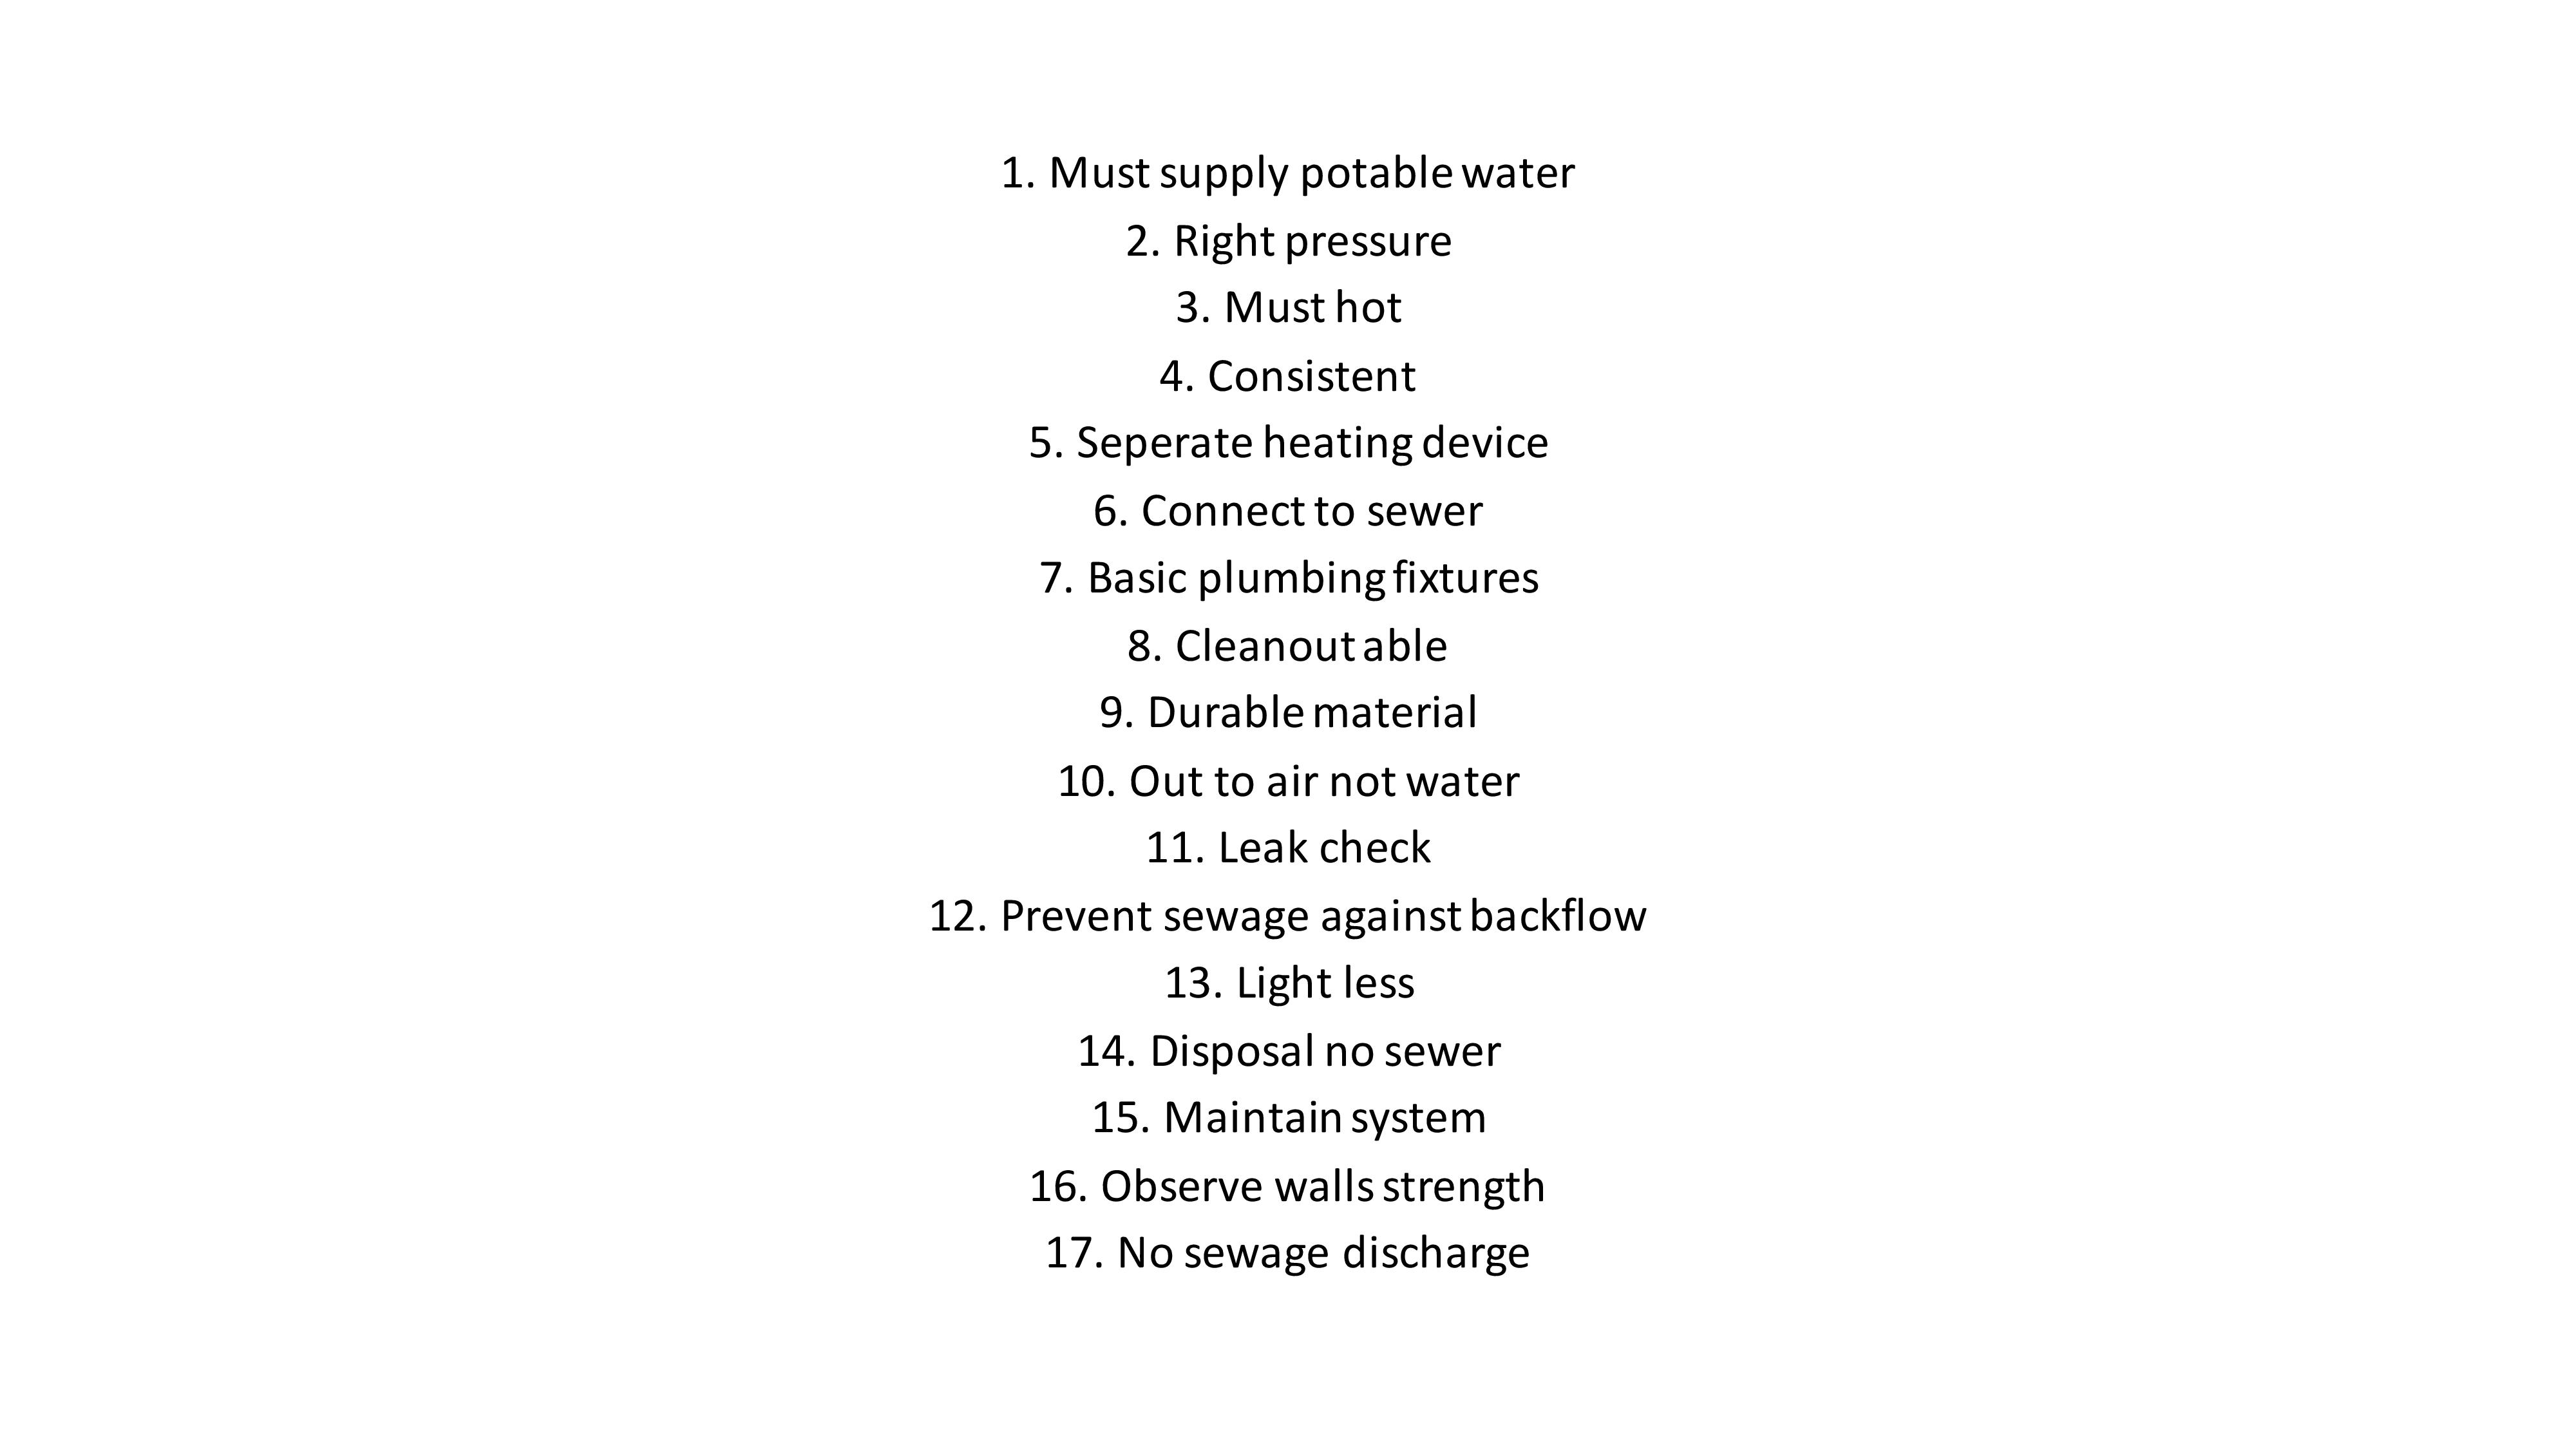 1. Must supply potable water
2. Right pressure
3. Must hot
4. Consistent
5. Seperate heating device
6. Connect to sewer
7. Basic plumbing fixtures
8. Cleanout able
9. Durable material
10. Out to air not water
11. Leak check
12. Prevent sewage against backflow
13. Light less
14. Disposal no sewer
15. Maintain system
16. Observe walls strength
17. No sewage discharge